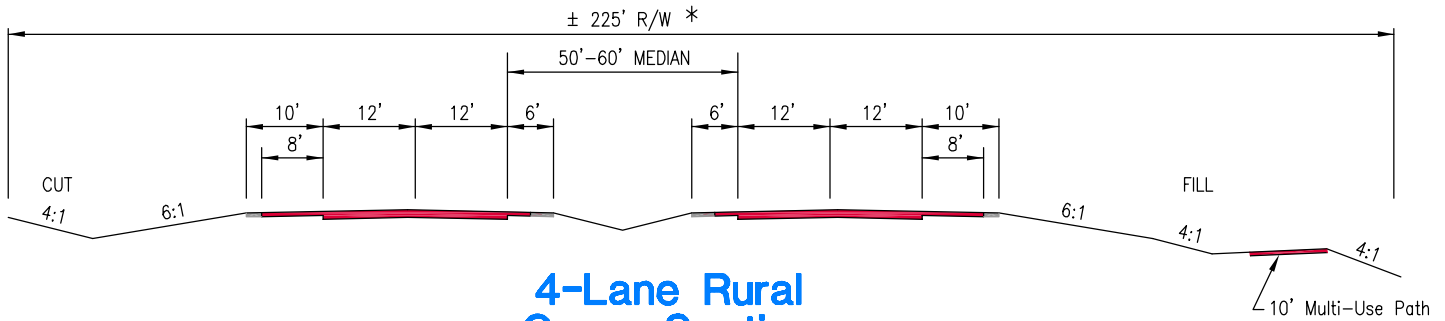 ± 225' R/W *
50'-60' MEDIAN
10' 12' 12' 6' 6' 12' 12' 10'
8' 8'
CUT FILL
4:1 6:1 6:1 4:1 4:1
4-Lane Rural
10' Multi-Use Path